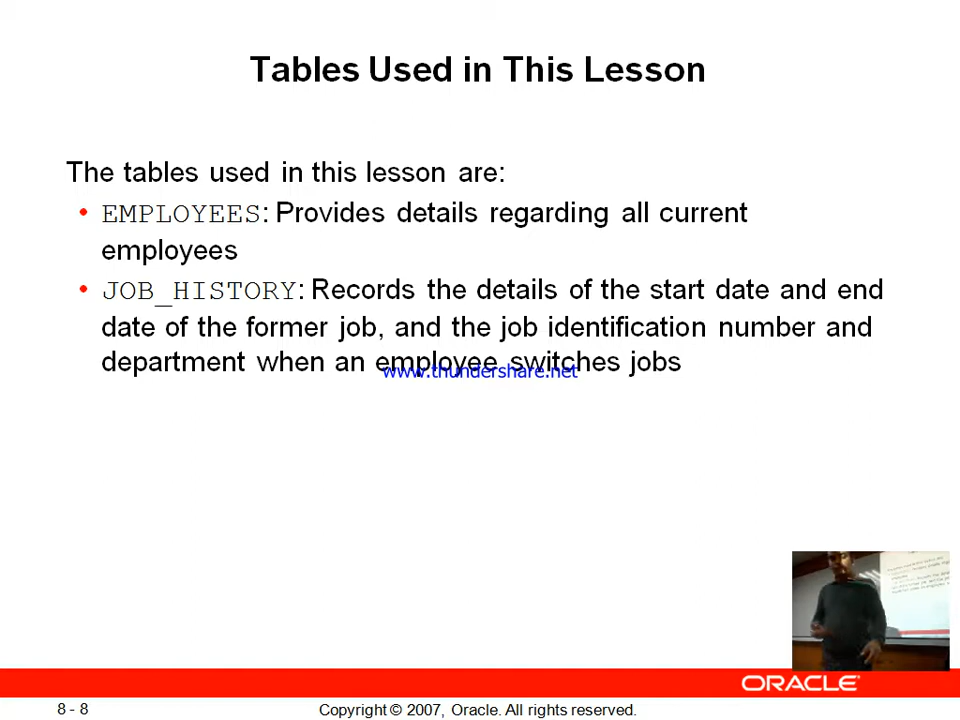 Tables Used in This Lesson
The tables used in this lesson are:
• EMPLOYEES: Provides details regarding all current
employees
• JOB_HISTORY: Records the details of the start date and end
date of the former job, and the job identification number and
department when an employee switches jobs
www.thundershare.net
ORACLE
8 - 8
Copyright © 2007, Oracle. All rights reserved.